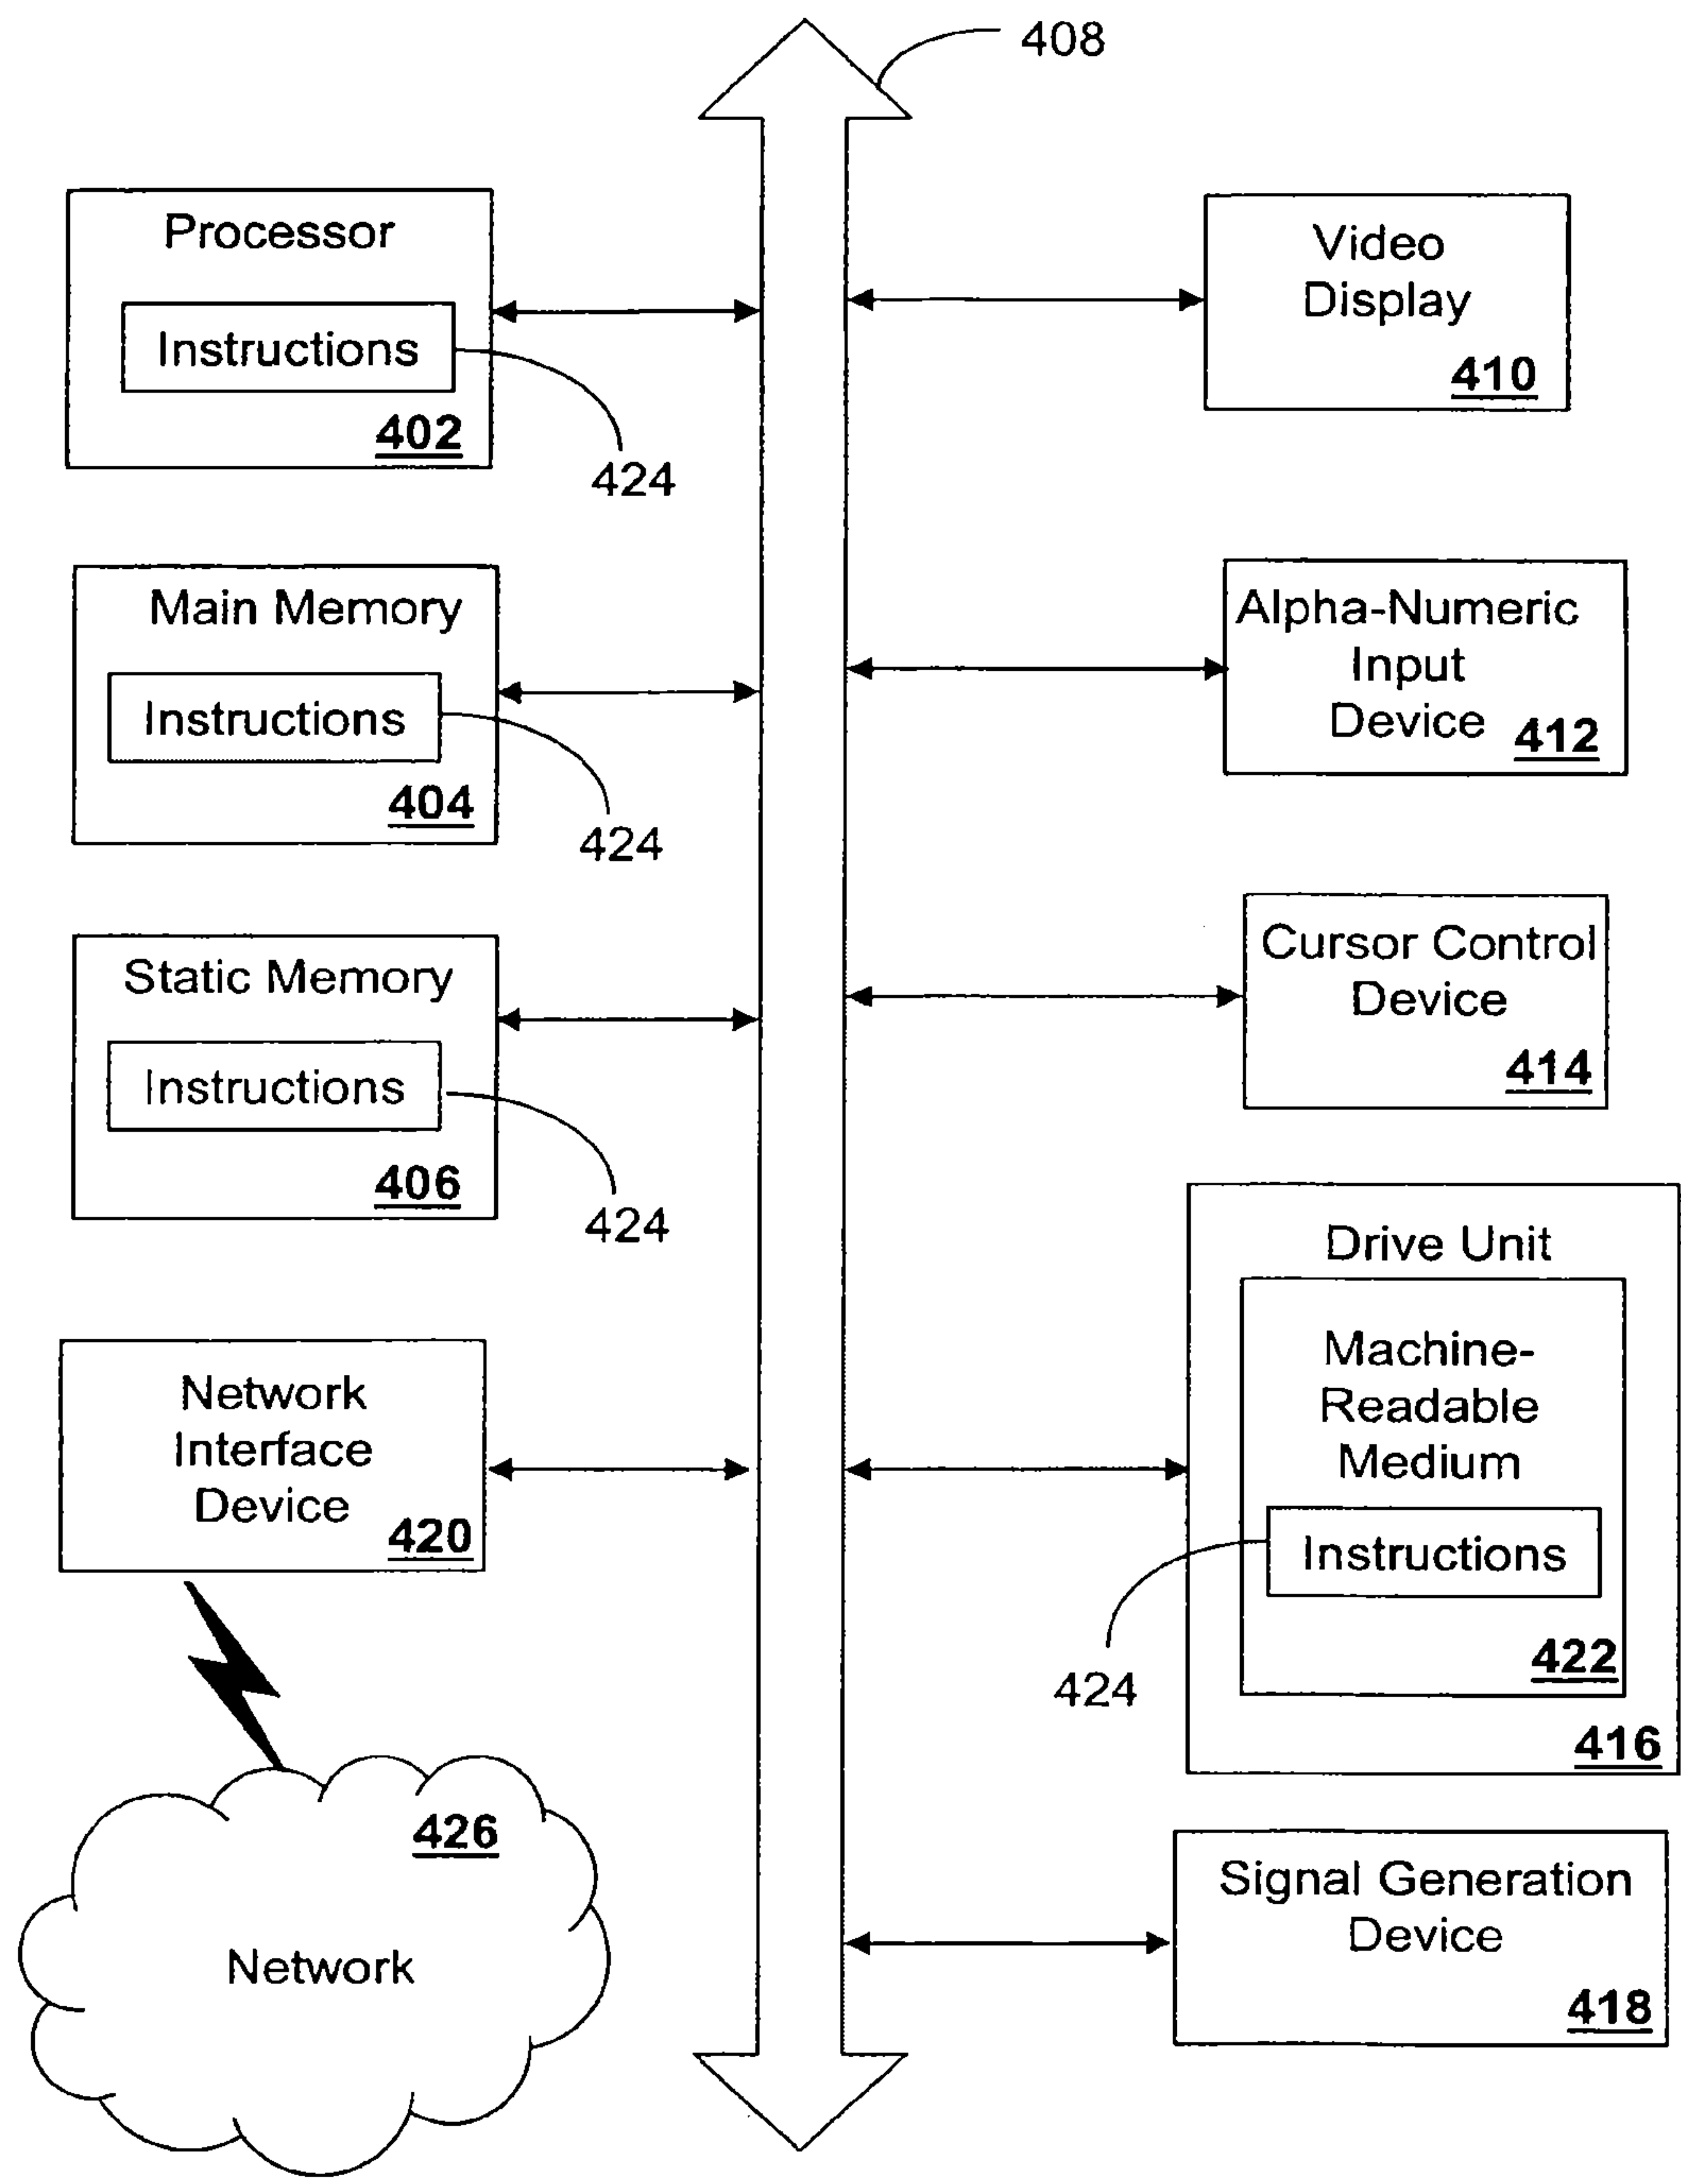 408
Processor
Instructions
402
424
Main Memory
Instructions
404
424
Static Memory
Instructions
406
424
Network
Interface
Device
420
426
Network
Video
Display
410
Alpha-Numeric
Input
Device
412
Cursor Control
Device
414
Drive Unit
Machine-
Readable
Medium
Instructions
424
422
416
Signal Generation
Device
418